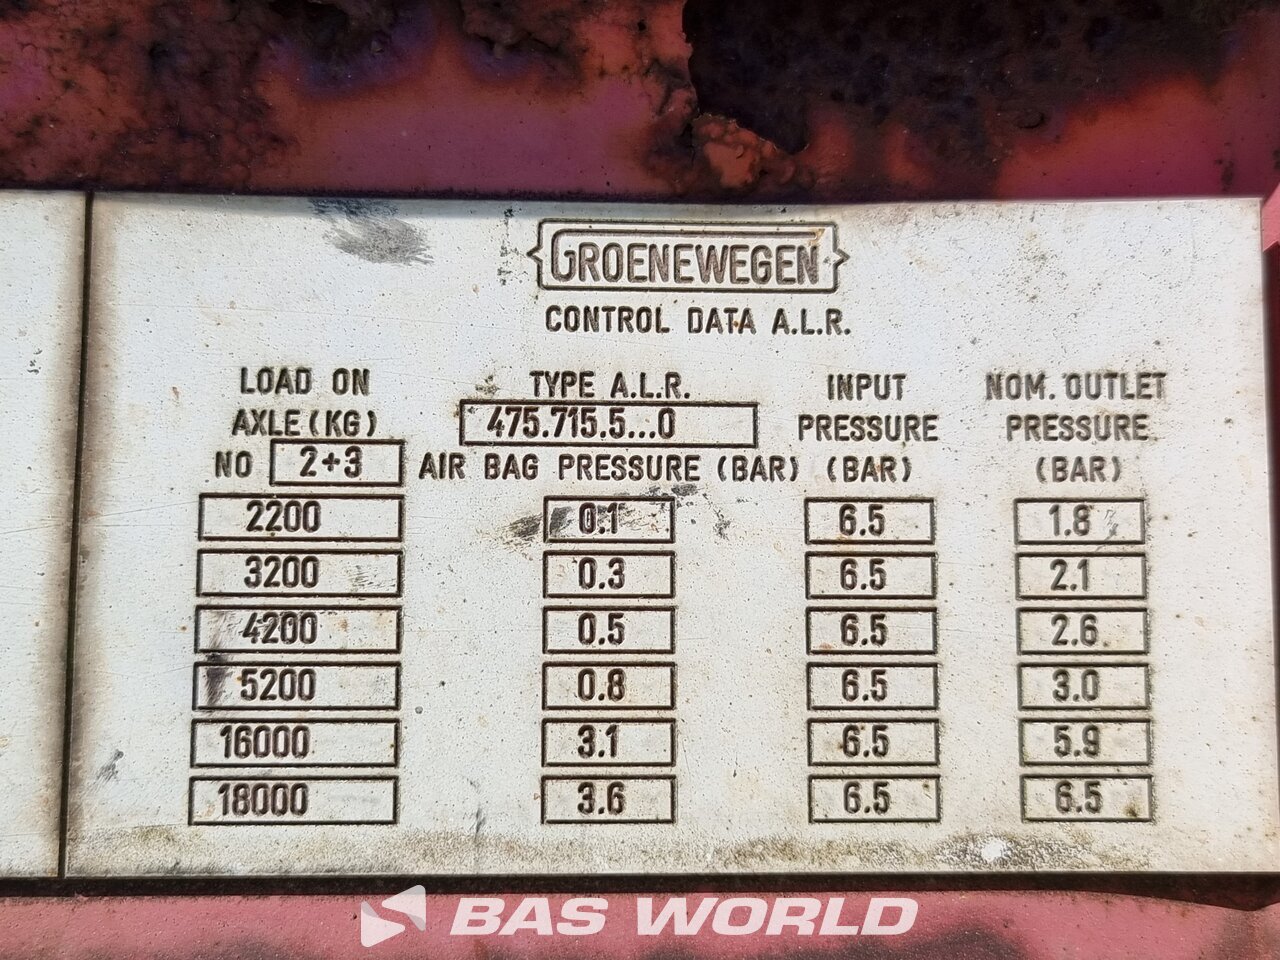 GROENEWEGEN
CONTROL DATA A.L.R.
LOAD ON TYPE A.L.R. INPUT NOM. OUTLET
AXLE (KG) 475.715.5...0 PRESSURE PRESSURE
NO 2+3 AIR BAG PRESSURE (BAR) (BAR) (BAR)
2200 0.1 6.5 1.8
3200 0.3 6.5 2.1
4200 0.5 6.5 2.6
5200 0.8 6.5 3.0
16000 3.1 6.5 5.9
18000 3.6 6.5 6.5
BAS WORLD